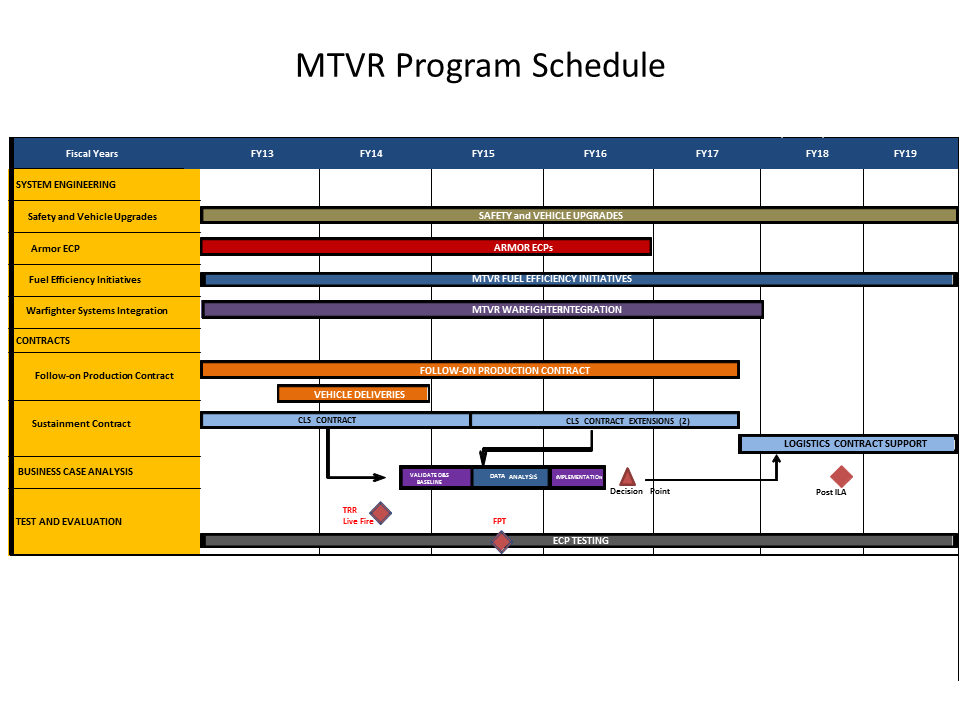 MTVR Program Schedule
Fiscal Years FY13 FY14 FY15 FY16 FY17 FY18 FY19
SYSTEM ENGINEERING
Safety and Vehicle Upgrades SAFETY and VEHICLE UPGRADES
Armor ECP ARMOR ECPs
Fuel Efficiency Initiatives MTVR FUEL EFFICIENCY INITIATIVES
Warfighter Systems Integration MTVR WARFIGHTERINTEGRATION
CONTRACTS
Follow-on Production Contract FOLLOW-ON PRODUCTION CONTRACT
VEHICLE DELIVERIES
Sustainment Contract CLS CONTRACT CLS CONTRACT EXTENSIONS (2)
LOGISTICS CONTRACT SUPPORT
BUSINESS CASE ANALYSIS VALIDATE O&S BASELINE DATA ANALYSIS IMPLEMENTATION
Decision Point Post ILA
TEST AND EVALUATION TRR
Live Fire FPT
ECP TESTING